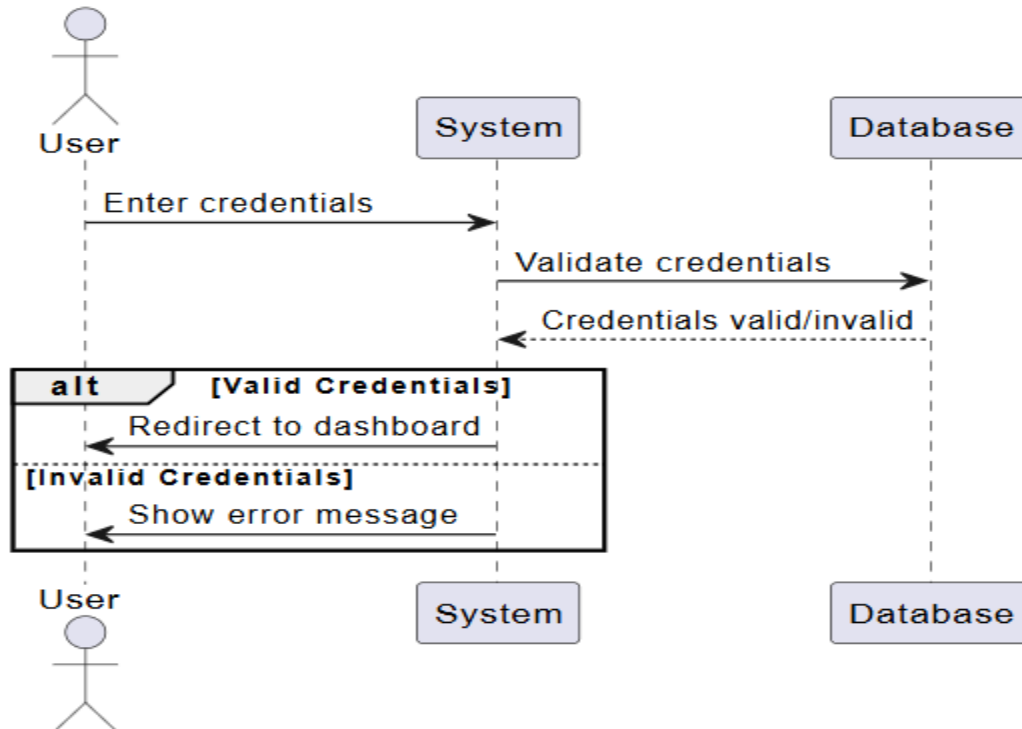 User
System
Database
Enter credentials
Validate credentials
Credentials valid/invalid
alt [Valid Credentials]
Redirect to dashboard
[Invalid Credentials]
Show error message
User
System
Database